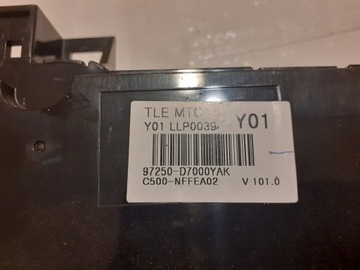 TLE MTC
Y01 LLP0039 Y01
97250-D7000YAK
C500-NFFEA02 V 101.0